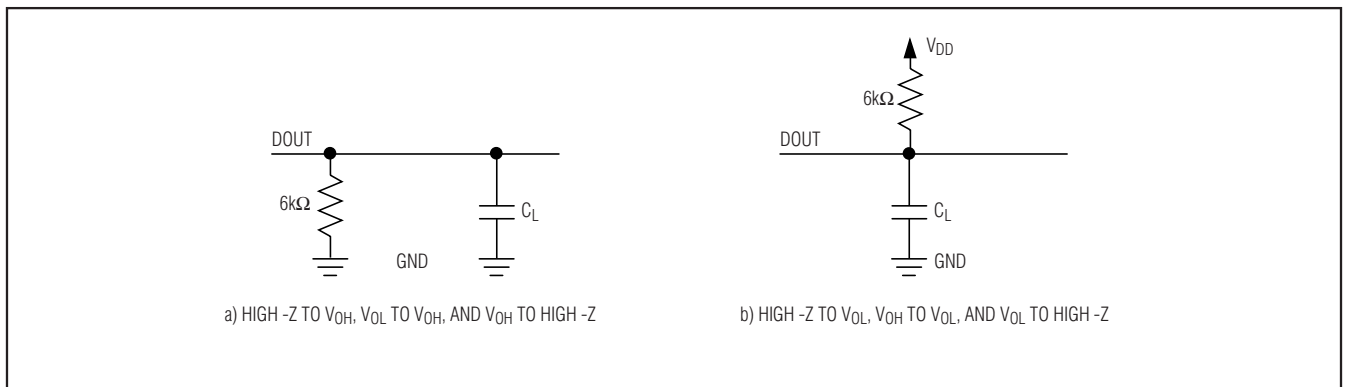 DOUT
6kΩ
C_L
GND
a) HIGH -Z TO V_OH, V_OL TO V_OH, AND V_OH TO HIGH -Z
V_DD
6kΩ
DOUT
C_L
GND
b) HIGH -Z TO V_OL, V_OH TO V_OL, AND V_OL TO HIGH -Z